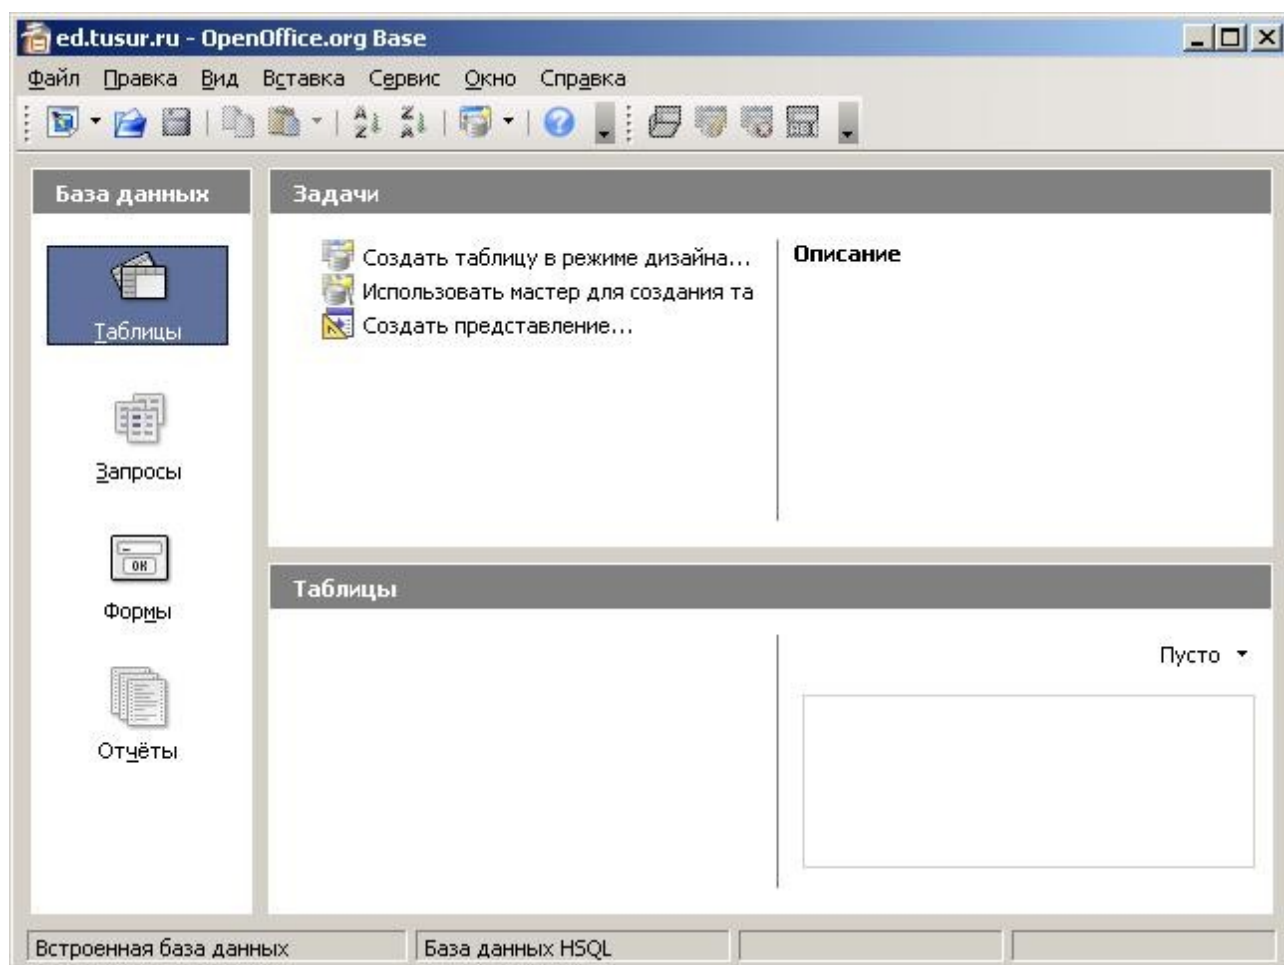 ed.tusur.ru - OpenOffice.org Base
Файл Правка Вид Вставка Сервис Окно Справка
База данных
Задачи
Таблицы
Запросы
Формы
Отчёты
Создать таблицу в режиме дизайна...
Использовать мастер для создания та
Создать представление...
Описание
Таблицы
Пусто
Встроенная база данных
База данных HSQL